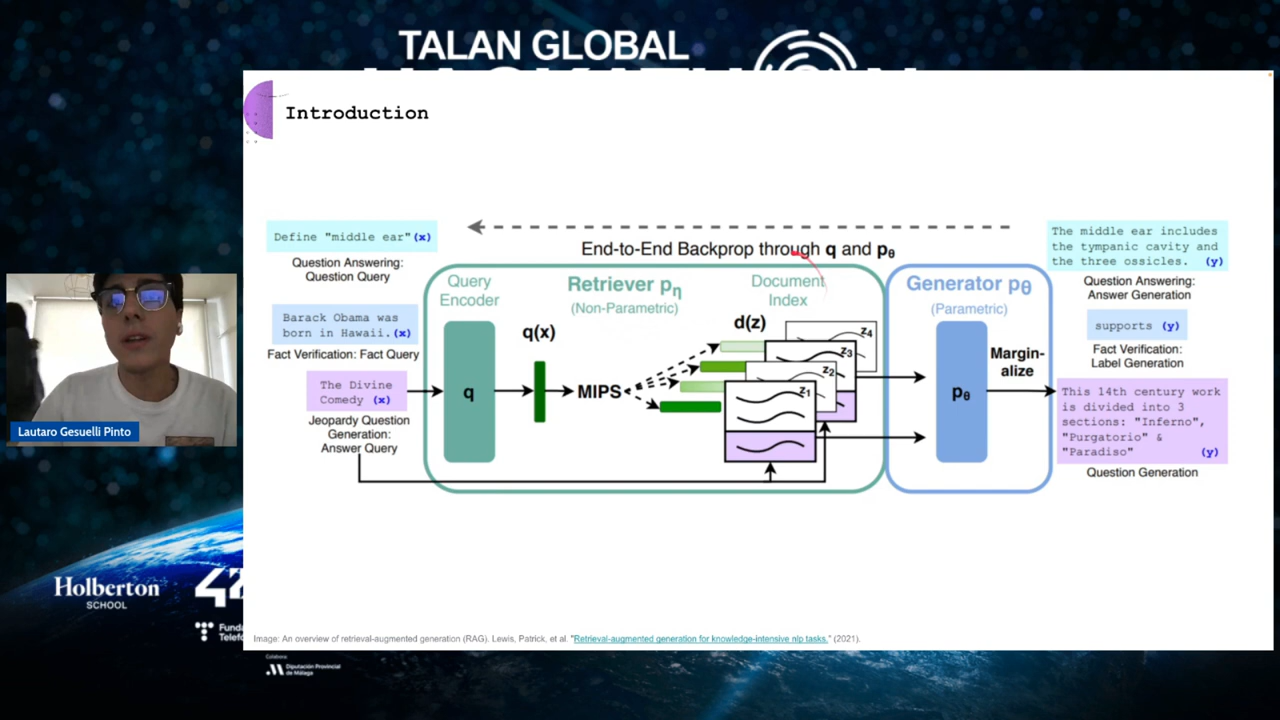 TALAN GLOBAL
Introduction
Define "middle ear"(x)
Question Answering:
Question Query
Barack Obama was
born in Hawaii.(x)
Fact Verification: Fact Query
The Divine
Comedy (x)
Jeopardy Question
Generation:
Answer Query
End-to-End Backprop through q and pθ
Query
Encoder
q
Retriever pη
(Non-Parametric)
q(x)
MIPS
Document
Index
d(z)
z4
z3
z2
z1
Generator pθ
(Parametric)
pθ
Margin-
alize
The middle ear includes
the tympanic cavity and
the three ossicles. (y)
Question Answering:
Answer Generation
supports (y)
Fact Verification:
Label Generation
This 14th century work
is divided into 3
sections: "Inferno",
"Purgatorio" &
"Paradiso" (y)
Question Generation
Lautaro Gesuelli Pinto
Holberton
SCHOOL
42
Image: An overview of retrieval-augmented generation (RAG). Lewis, Patrick, et al. "Retrieval-augmented generation for knowledge-intensive nlp tasks." (2021).
Colabora
Diputación Provincial
de Málaga